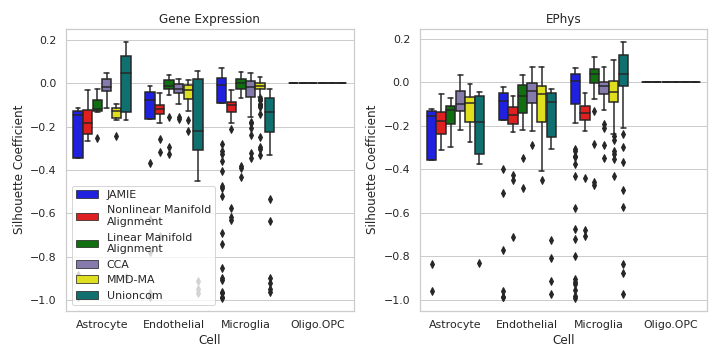 Gene Expression
0.2
0.0
−0.2
−0.4
−0.6
−0.8
−1.0
Silhouette Coefficient
JAMIE
Nonlinear Manifold
Alignment
Linear Manifold
Alignment
CCA
MMD-MA
Unioncom
Astrocyte Endothelial Microglia Oligo.OPC
Cell
EPhys
0.2
0.0
−0.2
−0.4
−0.6
−0.8
−1.0
Silhouette Coefficient
Astrocyte Endothelial Microglia Oligo.OPC
Cell